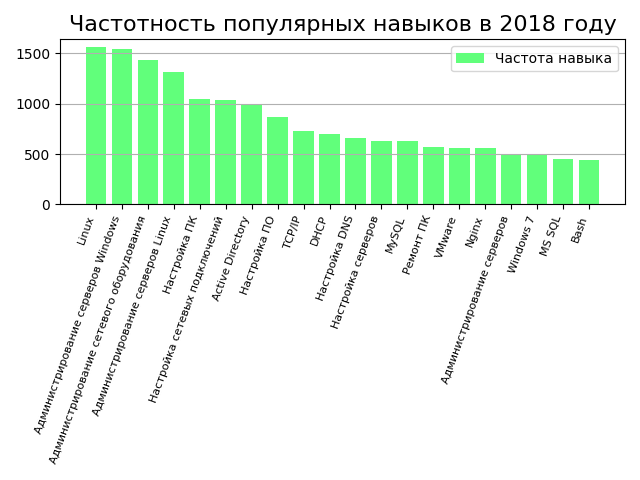 Частотность популярных навыков в 2018 году
Частота навыка
1500
1000
500
0
Linux
Администрирование серверов Windows
Администрирование сетевого оборудования
Администрирование серверов Linux
Настройка ПК
Настройка сетевых подключений
Active Directory
Настройка ПО
TCP/IP
DHCP
Настройка DNS
Настройка серверов
MySQL
Ремонт ПК
VMware
Nginx
Администрирование серверов
Windows 7
MS SQL
Bash